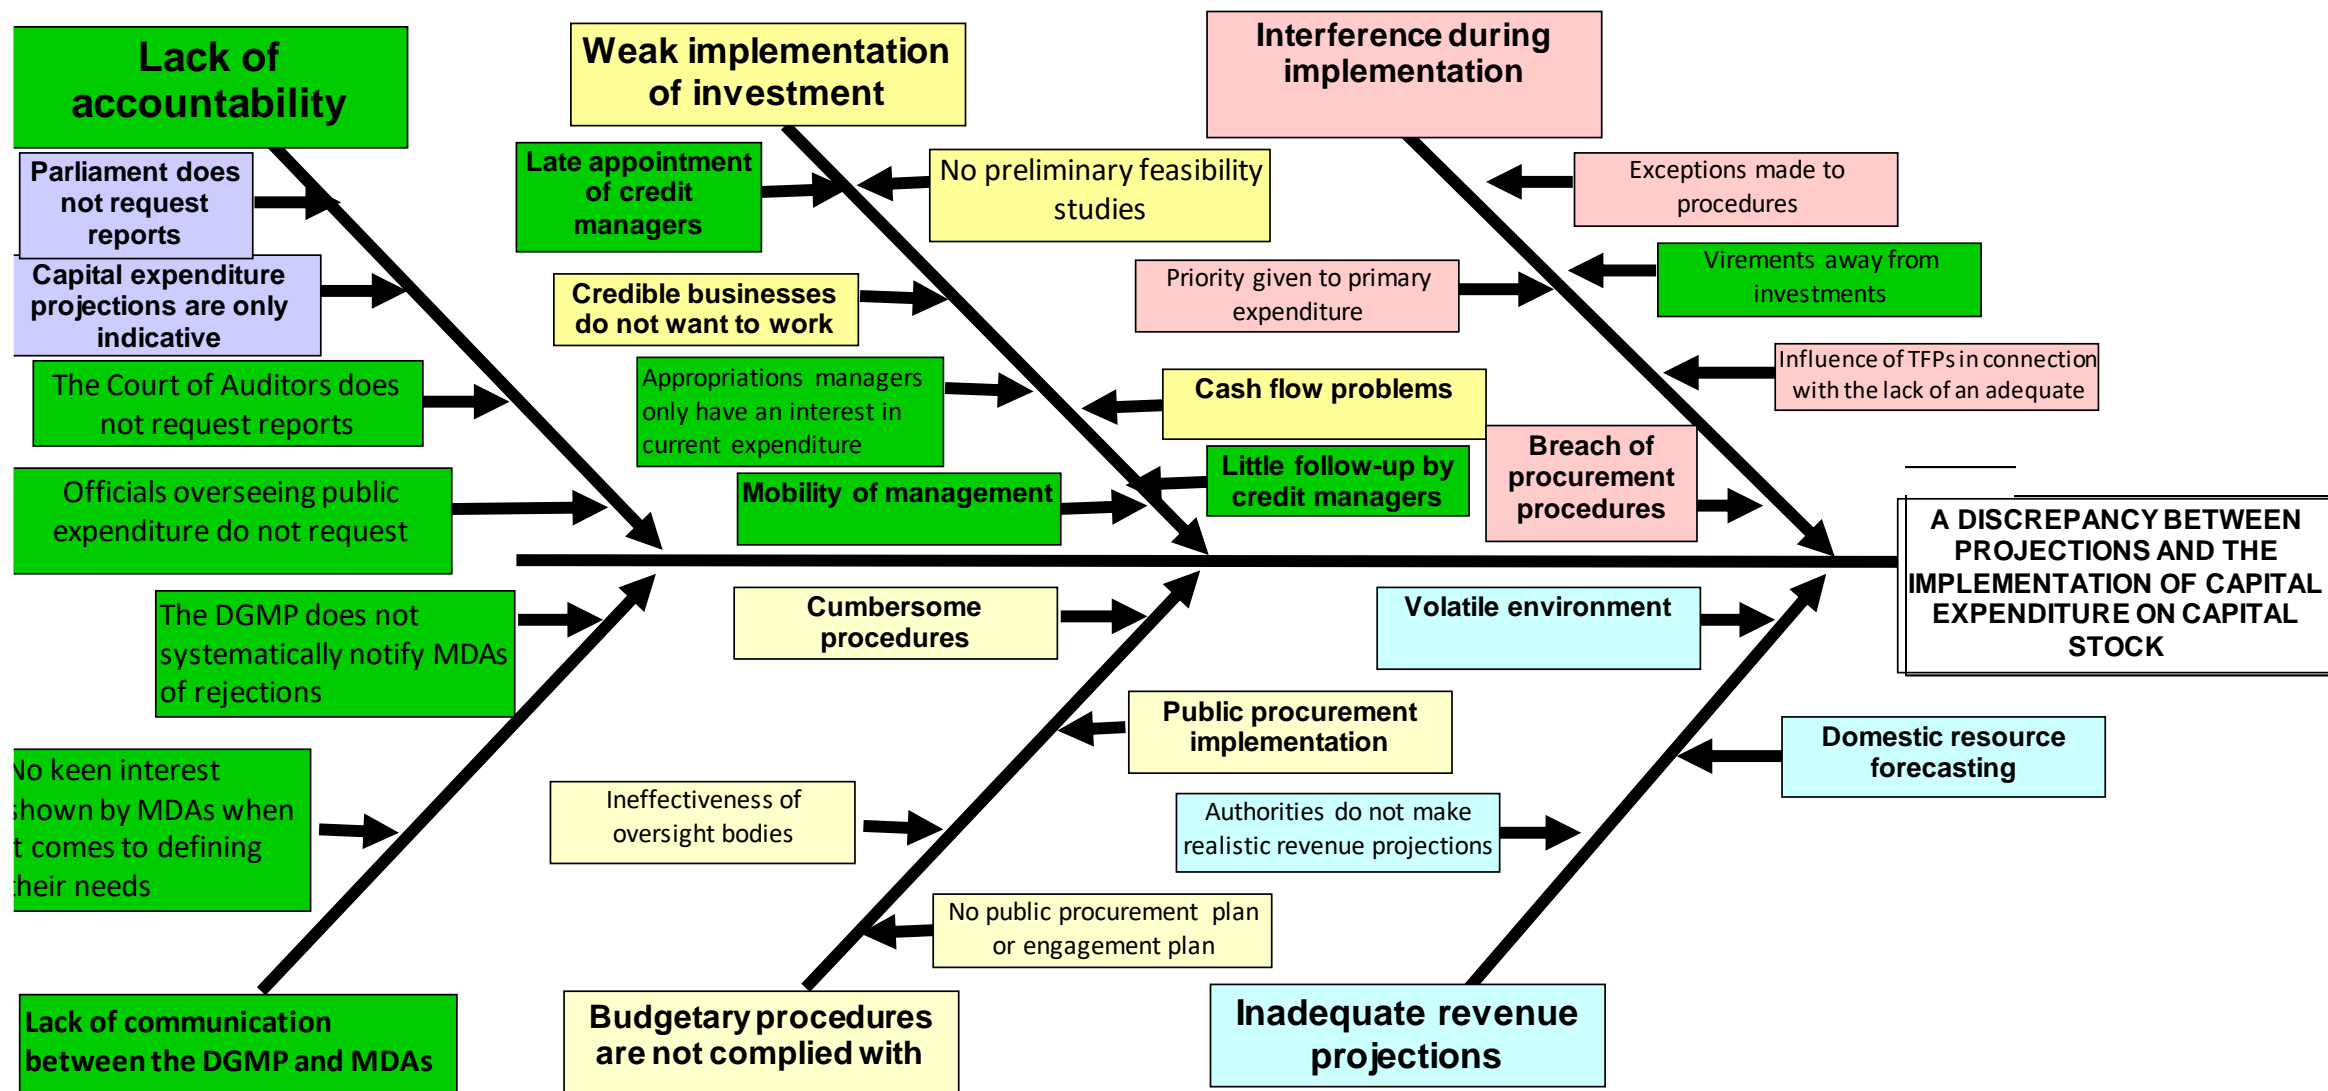 Lack of
accountability
Weak implementation
of investment
Interference during
implementation
Parliament does
not request
reports
Late appointment
of credit
managers
No preliminary feasibility
studies
Exceptions made to
procedures
Capital expenditure
projections are only
indicative
Credible businesses
do not want to work
Priority given to primary
expenditure
Virements away from
investments
The Court of Auditors does
not request reports
Appropriations managers
only have an interest in
current expenditure
Cash flow problems
Influence of TFPs in connection
with the lack of an adequate
Officials overseeing public
expenditure do not request
Mobility of management
Little follow-up by
credit managers
Breach of
procurement
procedures
A DISCREPANCY BETWEEN
PROJECTIONS AND THE
IMPLEMENTATION OF CAPITAL
EXPENDITURE ON CAPITAL
STOCK
The DGMP does not
systematically notify MDAs
of rejections
Cumbersome
procedures
Volatile environment
Public procurement
implementation
Domestic resource
forecasting
No keen interest
shown by MDAs when
t comes to defining
their needs
Ineffectiveness of
oversight bodies
Authorities do not make
realistic revenue projections
No public procurement plan
or engagement plan
Lack of communication
between the DGMP and MDAs
Budgetary procedures
are not complied with
Inadequate revenue
projections